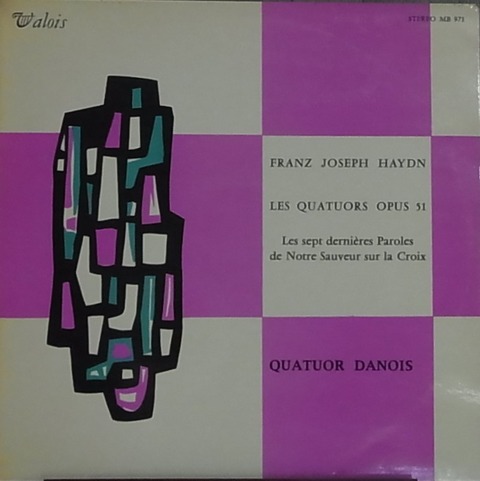 Valois
STEREO MB 971
FRANZ JOSEPH HAYDN
LES QUATUORS OPUS 51
Les sept dernières Paroles
de Notre Sauveur sur la Croix
QUATUOR DANOIS